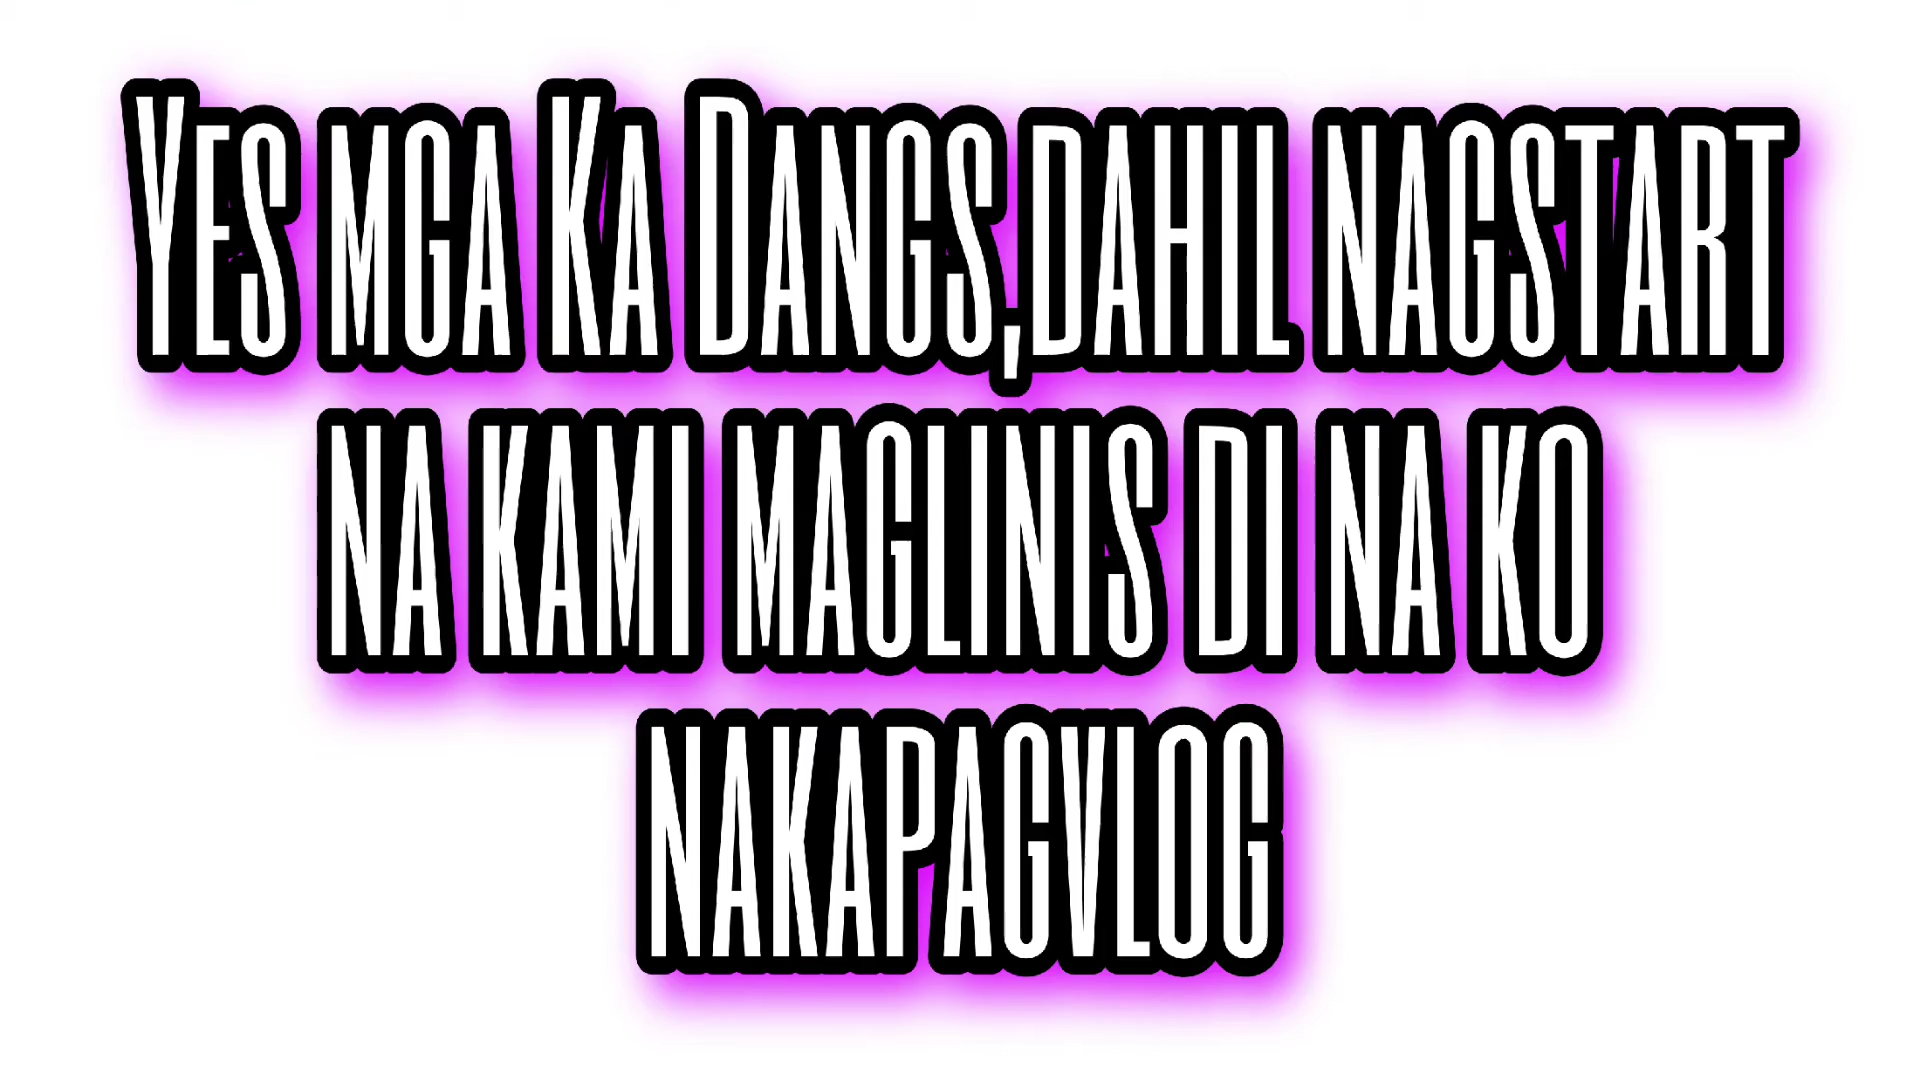 Yes mga Ka Dangs,dahil nagstart
na kami maglinis di na ko
nakapagvlog